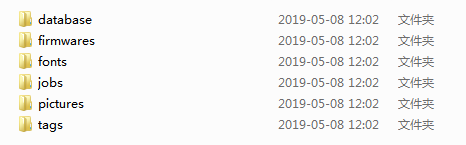 database 2019-05-08 12:02 文件夹
firmwares 2019-05-08 12:02 文件夹
fonts 2019-05-08 12:02 文件夹
jobs 2019-05-08 12:02 文件夹
pictures 2019-05-08 12:02 文件夹
tags 2019-05-08 12:02 文件夹